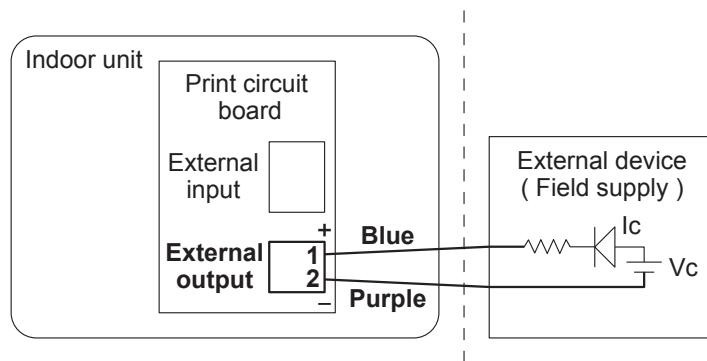 Indoor unit
Print circuit
board
External
input
External
output
+
1
2
–
Blue
Purple
External device
( Field supply )
Ic
Vc